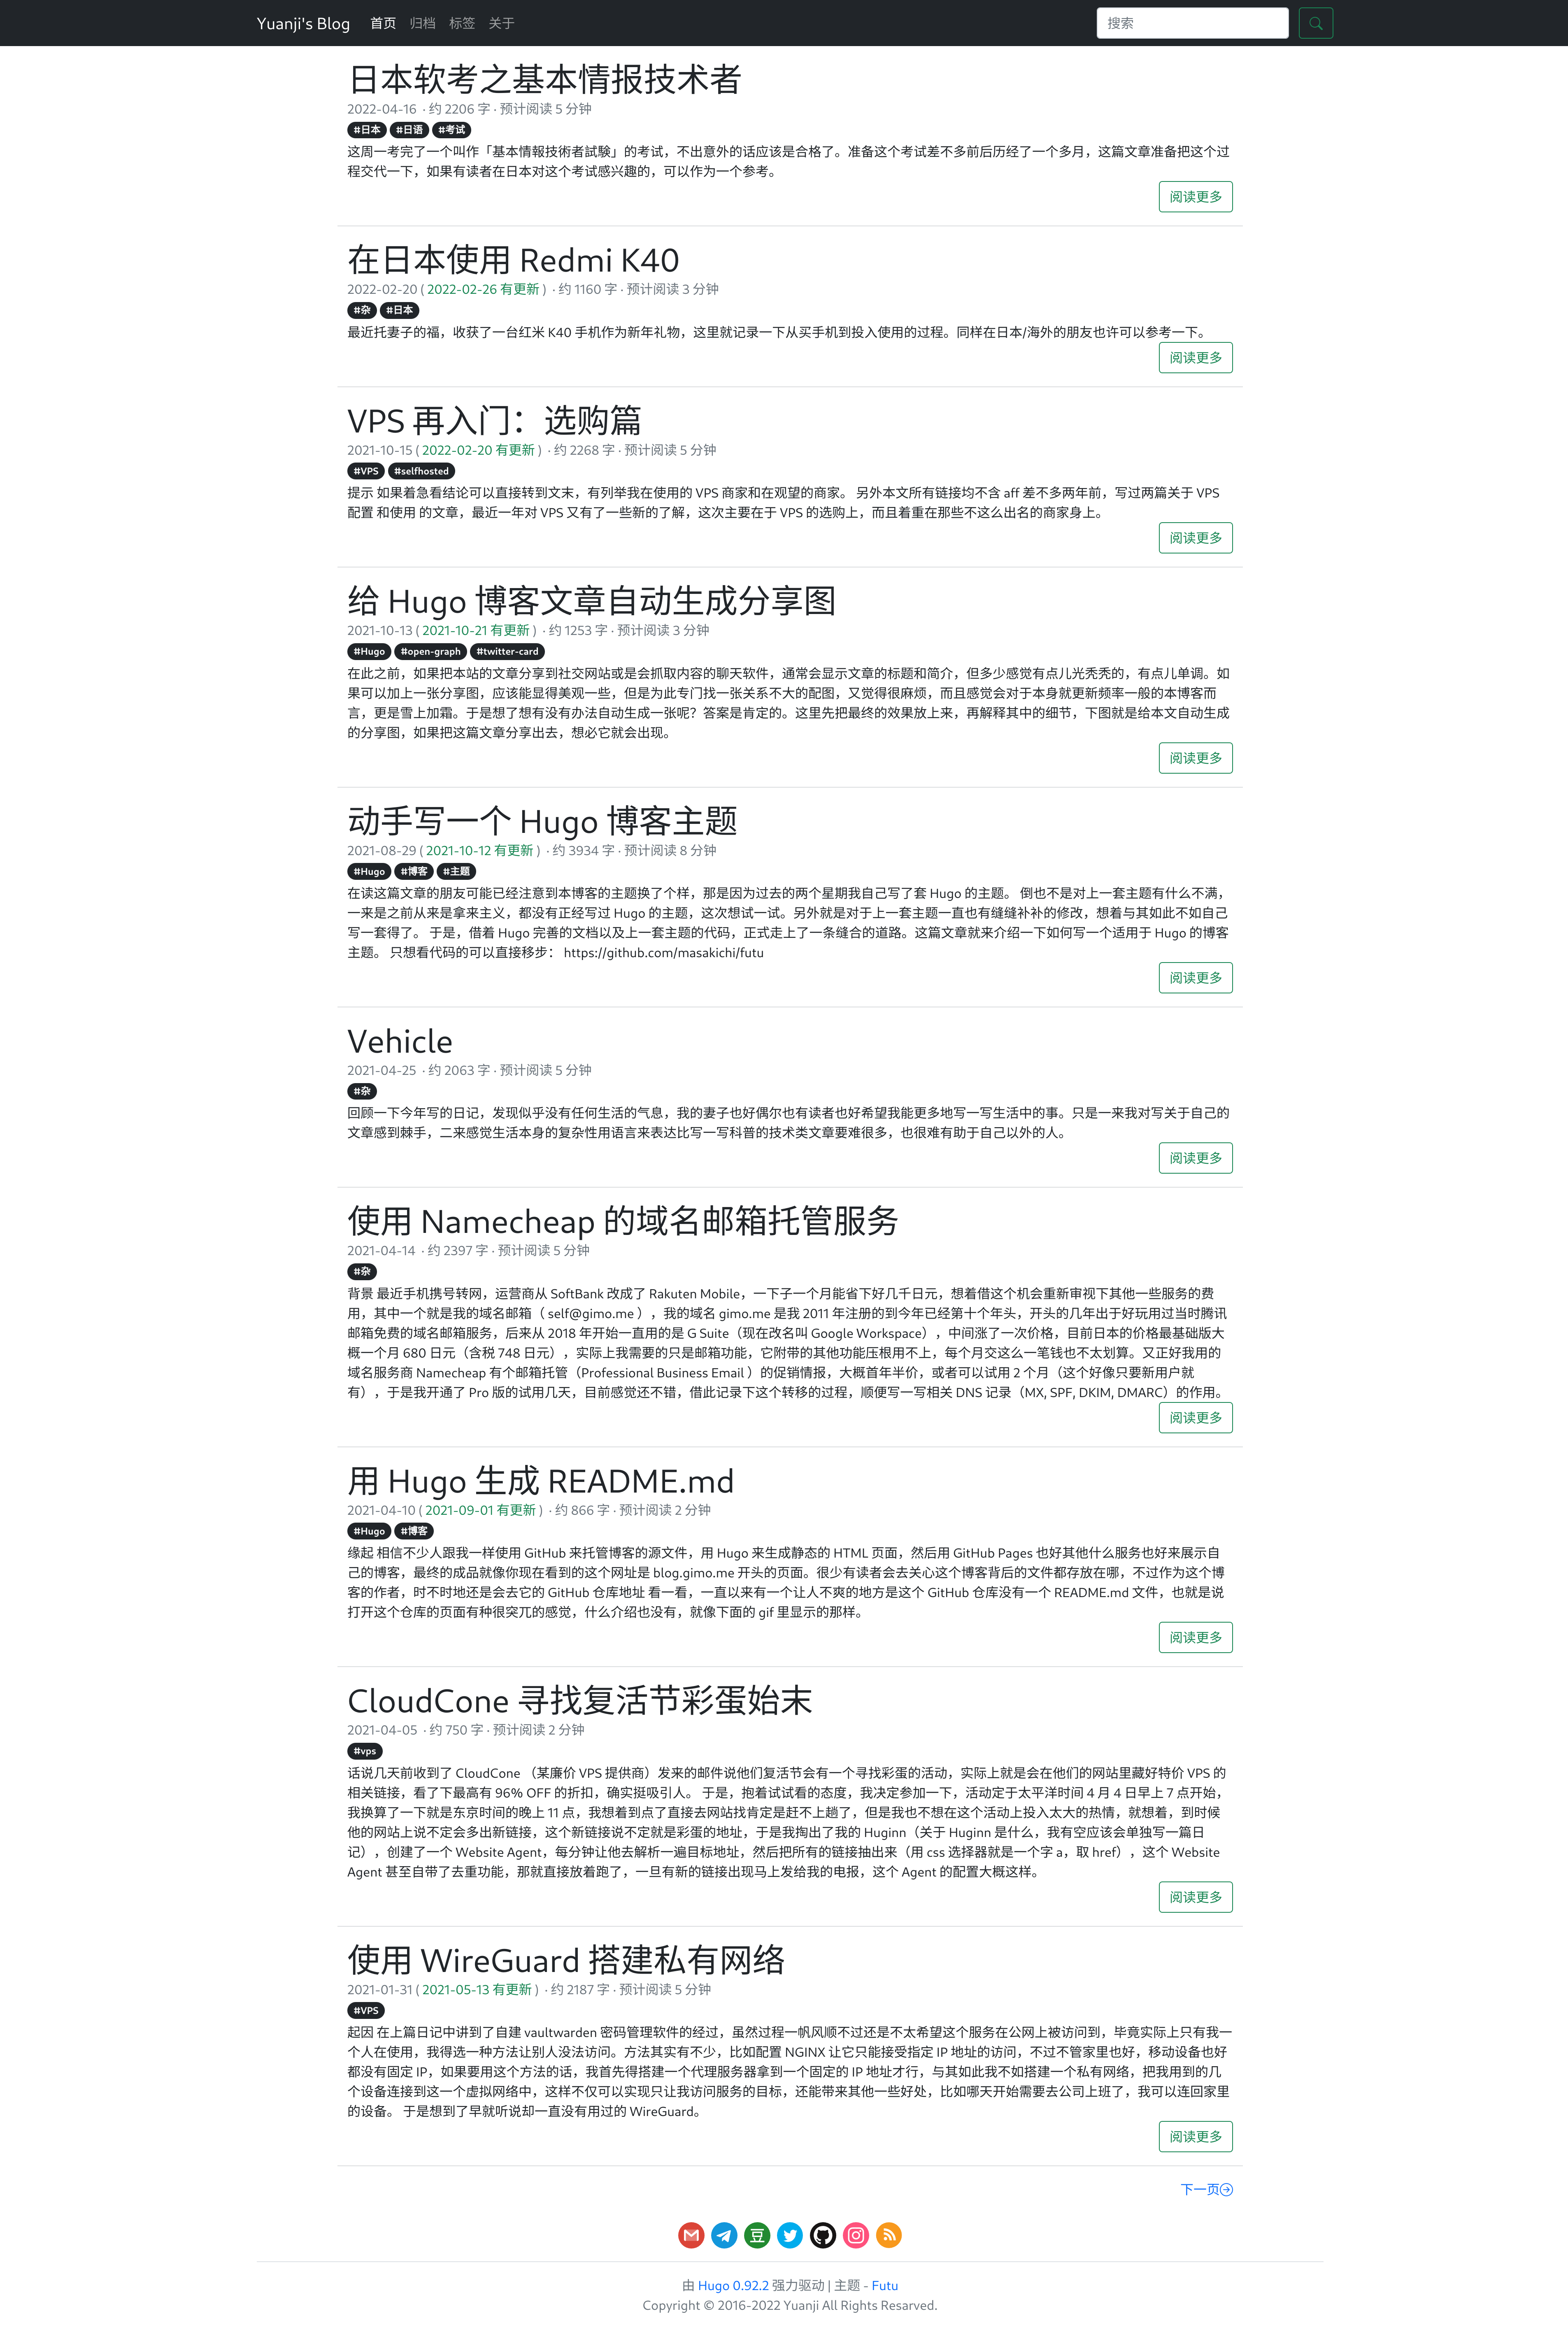 Yuanji's Blog 首页 归档 标签 关于 搜索
日本软考之基本情报技术者
2022-04-16 · 约 2206 字 · 预计阅读 5 分钟
#日本 #日语 #考试
这周一考完了一个叫作「基本情報技術者試験」的考试，不出意外的话应该是合格了。准备这个考试差不多前后历经了一个多月，这篇文章准备把这个过
程交代一下，如果有读者在日本对这个考试感兴趣的，可以作为一个参考。
阅读更多
在日本使用 Redmi K40
2022-02-20 ( 2022-02-26 有更新 ) · 约 1160 字 · 预计阅读 3 分钟
#杂 #日本
最近托妻子的福，收获了一台红米 K40 手机作为新年礼物，这里就记录一下从买手机到投入使用的过程。同样在日本/海外的朋友也许可以参考一下。
阅读更多
VPS 再入门：选购篇
2021-10-15 ( 2022-02-20 有更新 ) · 约 2268 字 · 预计阅读 5 分钟
#VPS #selfhosted
提示 如果着急看结论可以直接转到文末，有列举我在使用的 VPS 商家和在观望的商家。 另外本文所有链接均不含 aff 差不多两年前，写过两篇关于 VPS
配置 和使用 的文章，最近一年对 VPS 又有了一些新的了解，这次主要在于 VPS 的选购上，而且着重在那些不这么出名的商家身上。
阅读更多
给 Hugo 博客文章自动生成分享图
2021-10-13 ( 2021-10-21 有更新 ) · 约 1253 字 · 预计阅读 3 分钟
#Hugo #open-graph #twitter-card
在此之前，如果把本站的文章分享到社交网站或是会抓取内容的聊天软件，通常会显示文章的标题和简介，但多少感觉有点儿光秃秃的，有点儿单调。如
果可以加上一张分享图，应该能显得美观一些，但是为此专门找一张关系不大的配图，又觉得很麻烦，而且感觉会对于本身就更新频率一般的本博客而
言，更是雪上加霜。于是想了想有没有办法自动生成一张呢？答案是肯定的。这里先把最终的效果放上来，再解释其中的细节，下图就是给本文自动生成
的分享图，如果把这篇文章分享出去，想必它就会出现。
阅读更多
动手写一个 Hugo 博客主题
2021-08-29 ( 2021-10-12 有更新 ) · 约 3934 字 · 预计阅读 8 分钟
#Hugo #博客 #主题
在读这篇文章的朋友可能已经注意到本博客的主题换了个样，那是因为过去的两个星期我自己写了套 Hugo 的主题。 倒也不是对上一套主题有什么不满，
一来是之前从来是拿来主义，都没有正经写过 Hugo 的主题，这次想试一试。另外就是对于上一套主题一直也有缝缝补补的修改，想着与其如此不如自己
写一套得了。 于是，借着 Hugo 完善的文档以及上一套主题的代码，正式走上了一条缝合的道路。这篇文章就来介绍一下如何写一个适用于 Hugo 的博客
主题。 只想看代码的可以直接移步： https://github.com/masakichi/futu
阅读更多
Vehicle
2021-04-25 · 约 2063 字 · 预计阅读 5 分钟
#杂
回顾一下今年写的日记，发现似乎没有任何生活的气息，我的妻子也好偶尔也有读者也好希望我能更多地写一写生活中的事。只是一来我对写关于自己的
文章感到棘手，二来感觉生活本身的复杂性用语言来表达比写一写科普的技术类文章要难很多，也很难有助于自己以外的人。
阅读更多
使用 Namecheap 的域名邮箱托管服务
2021-04-14 · 约 2397 字 · 预计阅读 5 分钟
#杂
背景 最近手机携号转网，运营商从 SoftBank 改成了 Rakuten Mobile，一下子一个月能省下好几千日元，想着借这个机会重新审视下其他一些服务的费
用，其中一个就是我的域名邮箱（ self@gimo.me ），我的域名 gimo.me 是我 2011 年注册的到今年已经第十个年头，开头的几年出于好玩用过当时腾讯
邮箱免费的域名邮箱服务，后来从 2018 年开始一直用的是 G Suite（现在改名叫 Google Workspace），中间涨了一次价格，目前日本的价格最基础版大
概一个月 680 日元（含税 748 日元），实际上我需要的只是邮箱功能，它附带的其他功能压根用不上，每个月交这么一笔钱也不太划算。又正好我用的
域名服务商 Namecheap 有个邮箱托管（Professional Business Email ）的促销情报，大概首年半价，或者可以试用 2 个月（这个好像只要新用户就
有），于是我开通了 Pro 版的试用几天，目前感觉还不错，借此记录下这个转移的过程，顺便写一写相关 DNS 记录（MX, SPF, DKIM, DMARC）的作用。
阅读更多
用 Hugo 生成 README.md
2021-04-10 ( 2021-09-01 有更新 ) · 约 866 字 · 预计阅读 2 分钟
#Hugo #博客
缘起 相信不少人跟我一样使用 GitHub 来托管博客的源文件，用 Hugo 来生成静态的 HTML 页面，然后用 GitHub Pages 也好其他什么服务也好来展示自
己的博客，最终的成品就像你现在看到的这个网址是 blog.gimo.me 开头的页面。很少有读者会去关心这个博客背后的文件都存放在哪，不过作为这个博
客的作者，时不时地还是会去它的 GitHub 仓库地址 看一看，一直以来有一个让人不爽的地方是这个 GitHub 仓库没有一个 README.md 文件，也就是说
打开这个仓库的页面有种很突兀的感觉，什么介绍也没有，就像下面的 gif 里显示的那样。
阅读更多
CloudCone 寻找复活节彩蛋始末
2021-04-05 · 约 750 字 · 预计阅读 2 分钟
#vps
话说几天前收到了 CloudCone （某廉价 VPS 提供商）发来的邮件说他们复活节会有一个寻找彩蛋的活动，实际上就是会在他们的网站里藏好特价 VPS 的
相关链接，看了下最高有 96% OFF 的折扣，确实挺吸引人。 于是，抱着试试看的态度，我决定参加一下，活动定于太平洋时间 4 月 4 日早上 7 点开始，
我换算了一下就是东京时间的晚上 11 点，我想着到点了直接去网站找肯定是赶不上趟了，但是我也不想在这个活动上投入太大的热情，就想着，到时候
他的网站上说不定会多出新链接，这个新链接说不定就是彩蛋的地址，于是我掏出了我的 Huginn（关于 Huginn 是什么，我有空应该会单独写一篇日
记），创建了一个 Website Agent，每分钟让他去解析一遍目标地址，然后把所有的链接抽出来（用 css 选择器就是一个字 a，取 href），这个 Website
Agent 甚至自带了去重功能，那就直接放着跑了，一旦有新的链接出现马上发给我的电报，这个 Agent 的配置大概这样。
阅读更多
使用 WireGuard 搭建私有网络
2021-01-31 ( 2021-05-13 有更新 ) · 约 2187 字 · 预计阅读 5 分钟
#VPS
起因 在上篇日记中讲到了自建 vaultwarden 密码管理软件的经过，虽然过程一帆风顺不过还是不太希望这个服务在公网上被访问到，毕竟实际上只有我一
个人在使用，我得选一种方法让别人没法访问。方法其实有不少，比如配置 NGINX 让它只能接受指定 IP 地址的访问，不过不管家里也好，移动设备也好
都没有固定 IP，如果要用这个方法的话，我首先得搭建一个代理服务器拿到一个固定的 IP 地址才行，与其如此我不如搭建一个私有网络，把我用到的几
个设备连接到这一个虚拟网络中，这样不仅可以实现只让我访问服务的目标，还能带来其他一些好处，比如哪天开始需要去公司上班了，我可以连回家里
的设备。 于是想到了早就听说却一直没有用过的 WireGuard。
阅读更多
下一页
豆
由 Hugo 0.92.2 强力驱动 | 主题 - Futu
Copyright © 2016-2022 Yuanji All Rights Resarved.